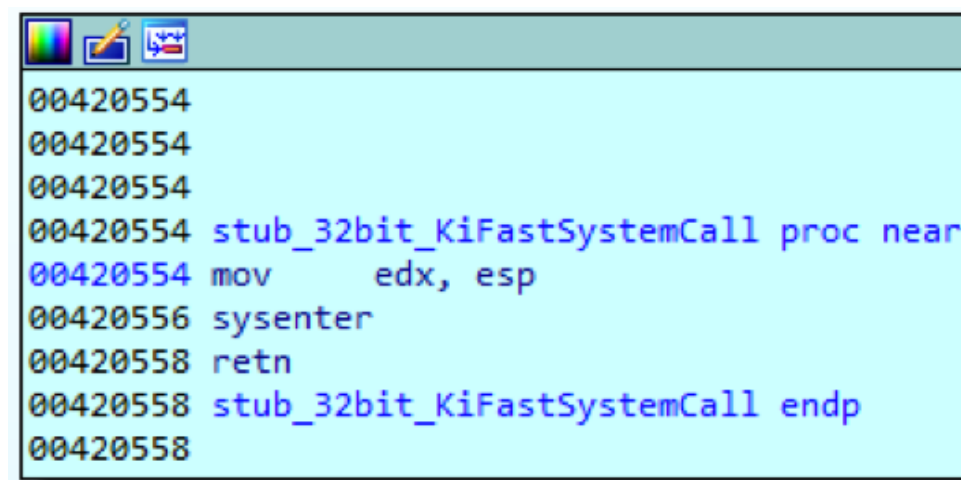 00420554
00420554
00420554
00420554 stub_32bit_KiFastSystemCall proc near
00420554 mov     edx, esp
00420556 sysenter
00420558 retn
00420558 stub_32bit_KiFastSystemCall endp
00420558